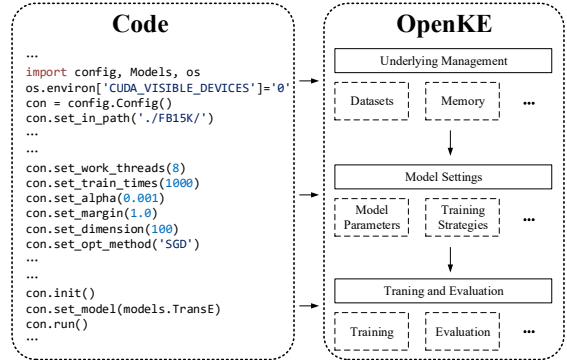 Code
...
import config, Models, os
os.environ['CUDA_VISIBLE_DEVICES']='0'
con = config.Config()
con.set_in_path('./FB15K/')
...
...
con.set_work_threads(8)
con.set_train_times(1000)
con.set_alpha(0.001)
con.set_margin(1.0)
con.set_dimension(100)
con.set_opt_method('SGD')
...
...
con.init()
con.set_model(models.TransE)
con.run()
...
OpenKE
Underlying Management
Datasets
Memory
...
Model Settings
Model
Parameters
Training
Strategies
...
Traning and Evaluation
Training
Evaluation
...